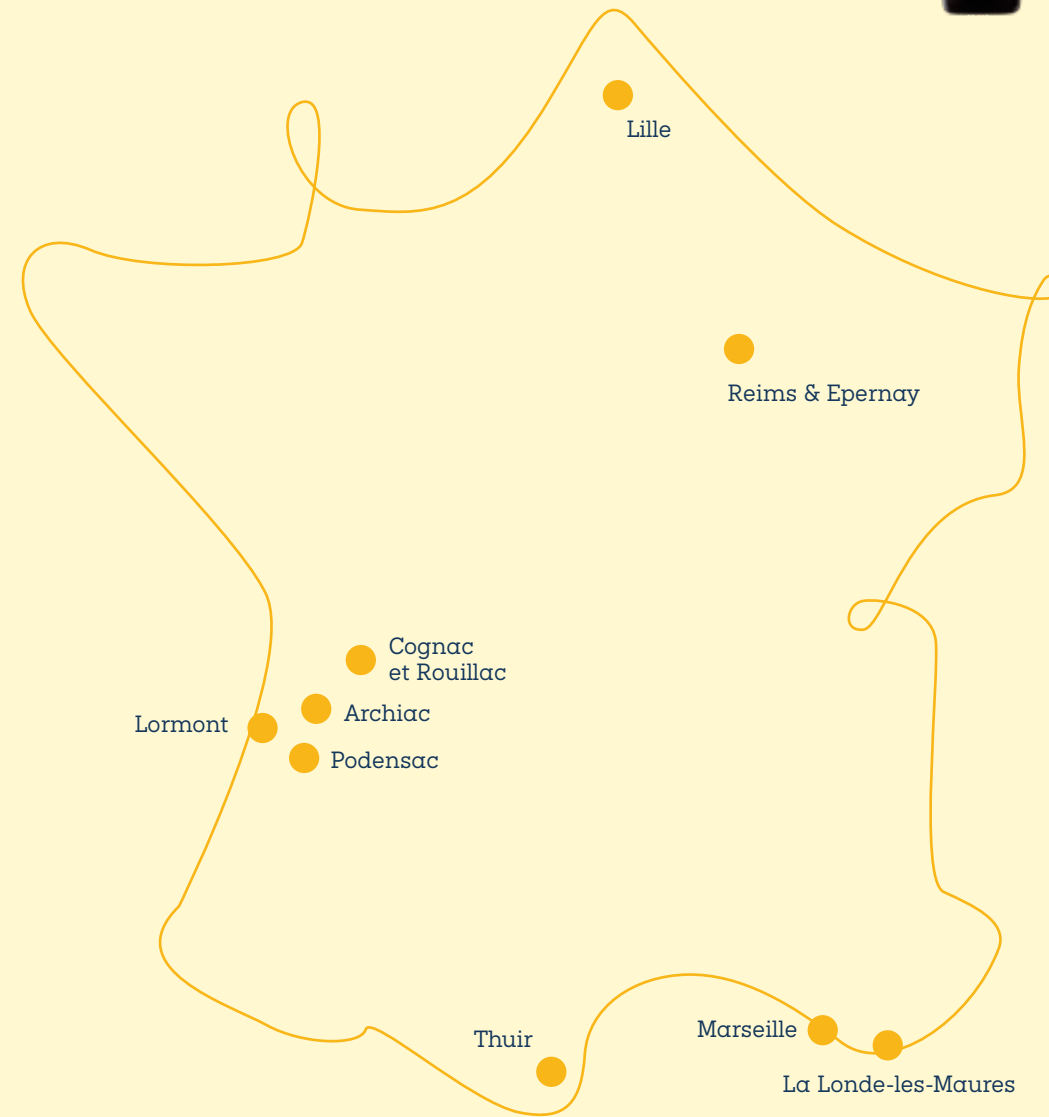 Lille
Reims & Epernay
Cognac
et Rouillac
Archiac
Lormont
Podensac
Thuir
Marseille
La Londe-les-Maures